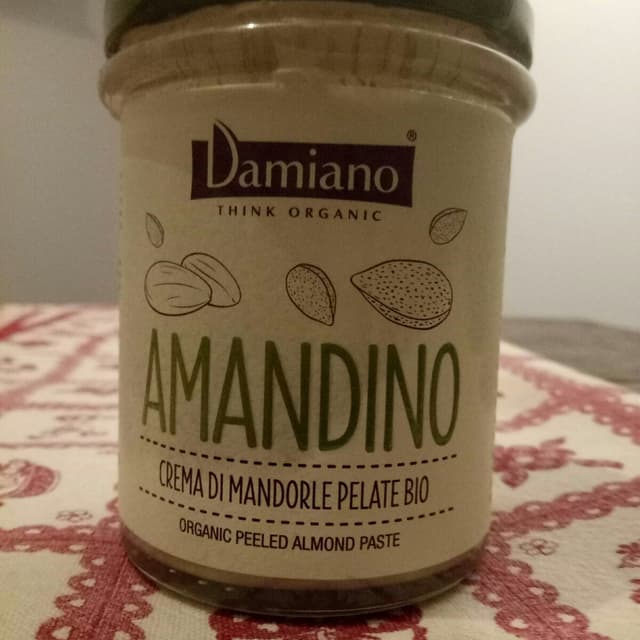 Damiano®
THINK ORGANIC
AMANDINO
CREMA DI MANDORLE PELATE BIO
ORGANIC PEELED ALMOND PASTE